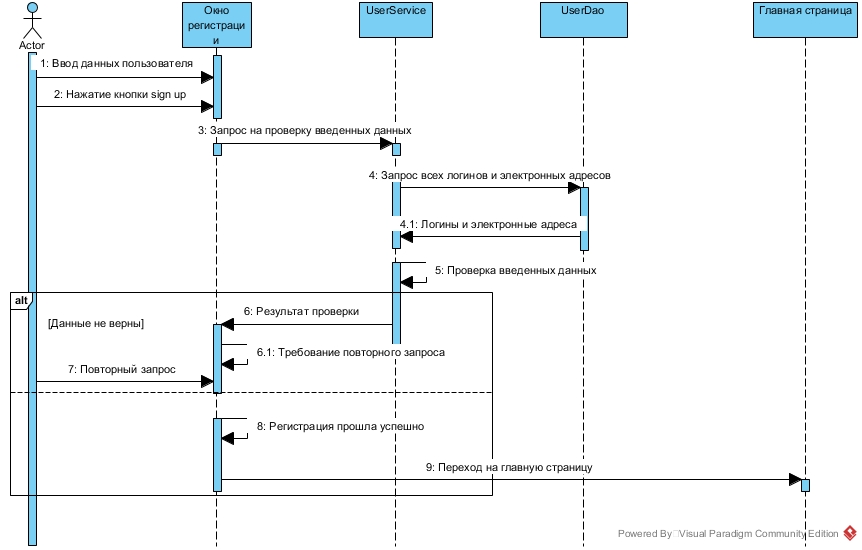 Окно
регистраци
и
UserService
UserDao
Главная страница
Actor
1: Ввод данных пользователя
2: Нажатие кнопки sign up
3: Запрос на проверку введенных данных
4: Запрос всех логинов и электронных адресов
4.1: Логины и электронные адреса
5: Проверка введенных данных
alt
6: Результат проверки
[Данные не верны]
6.1: Требование повторного запроса
7: Повторный запрос
8: Регистрация прошла успешно
9: Переход на главную страницу
Powered By Visual Paradigm Community Edition